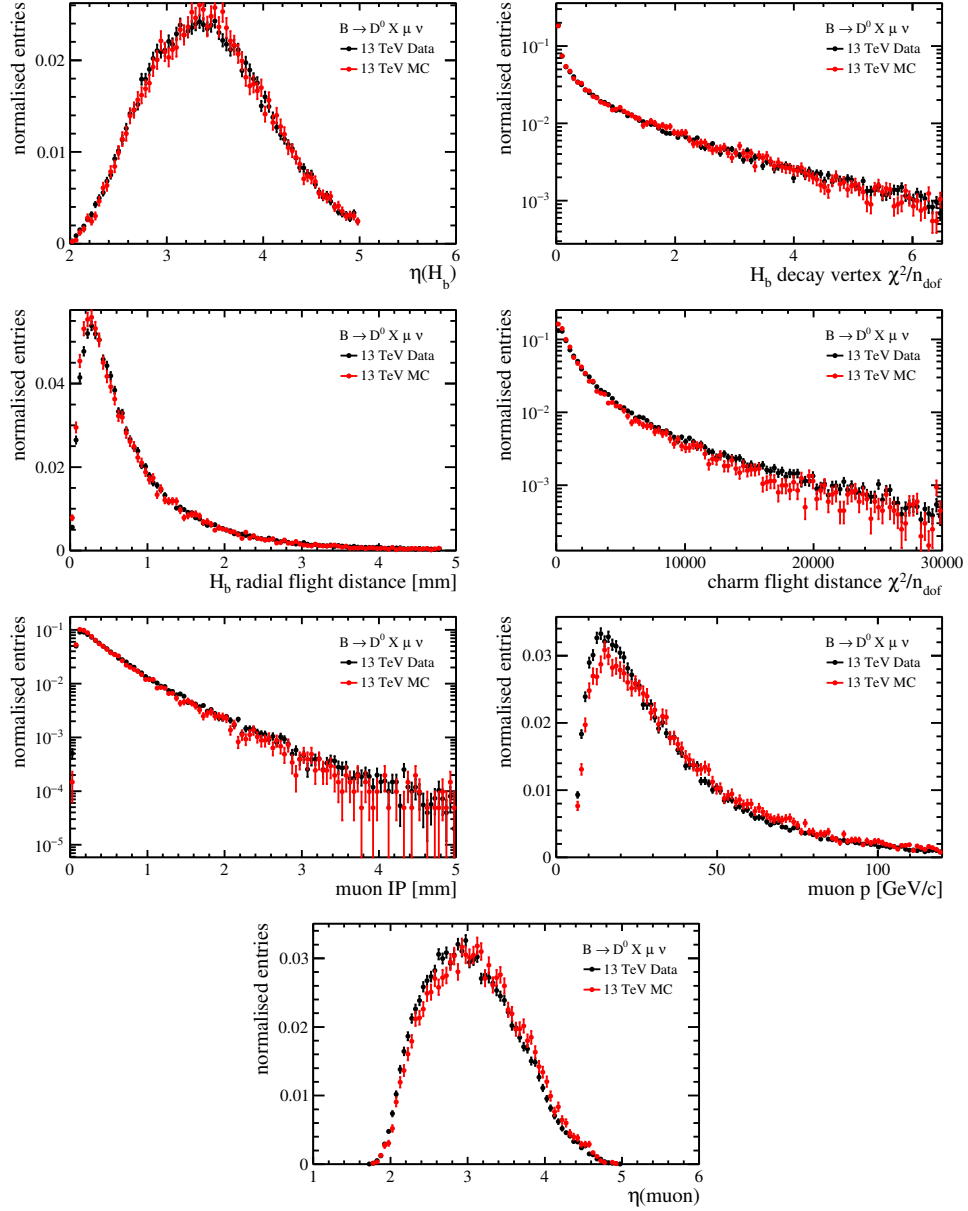 normalised entries
0.02
0.01
0
B → D⁰ X μ ν
13 TeV Data
13 TeV MC
2 3 4 5 6
η(H_b)
normalised entries
10⁻¹
10⁻²
10⁻³
B → D⁰ X μ ν
13 TeV Data
13 TeV MC
0 2 4 6
H_b decay vertex χ²/n_dof
normalised entries
0.04
0.02
0
B → D⁰ X μ ν
13 TeV Data
13 TeV MC
0 1 2 3 4 5
H_b radial flight distance [mm]
normalised entries
10⁻¹
10⁻²
10⁻³
B → D⁰ X μ ν
13 TeV Data
13 TeV MC
0 10000 20000 30000
charm flight distance χ²/n_dof
normalised entries
10⁻¹
10⁻²
10⁻³
10⁻⁴
10⁻⁵
B → D⁰ X μ ν
13 TeV Data
13 TeV MC
0 1 2 3 4 5
muon IP [mm]
normalised entries
0.03
0.02
0.01
0
B → D⁰ X μ ν
13 TeV Data
13 TeV MC
0 50 100
muon p [GeV/c]
normalised entries
0.03
0.02
0.01
0
B → D⁰ X μ ν
13 TeV Data
13 TeV MC
1 2 3 4 5 6
η(muon)